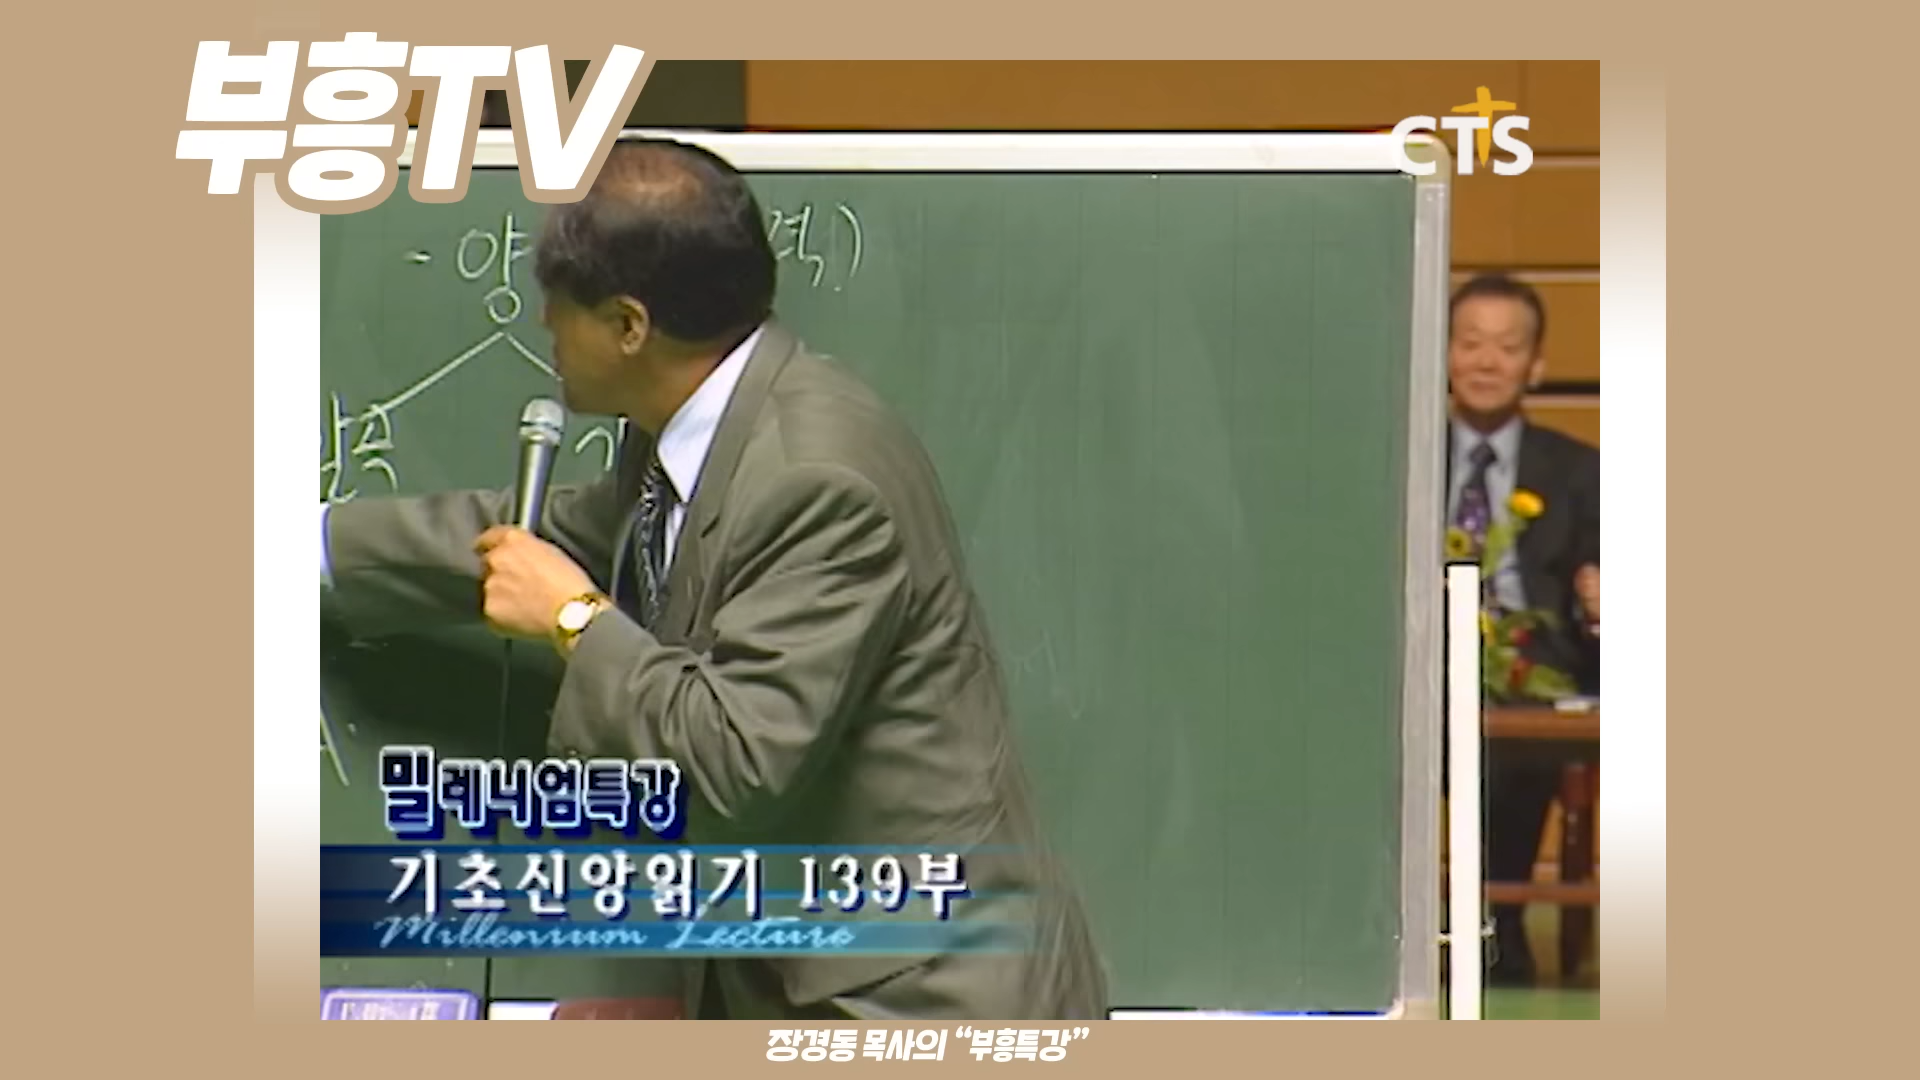 부흥TV
CTS
밀레니엄특강
기초신앙읽기 139부
Millenium Lecture
장경동 목사의 “부흥특강”